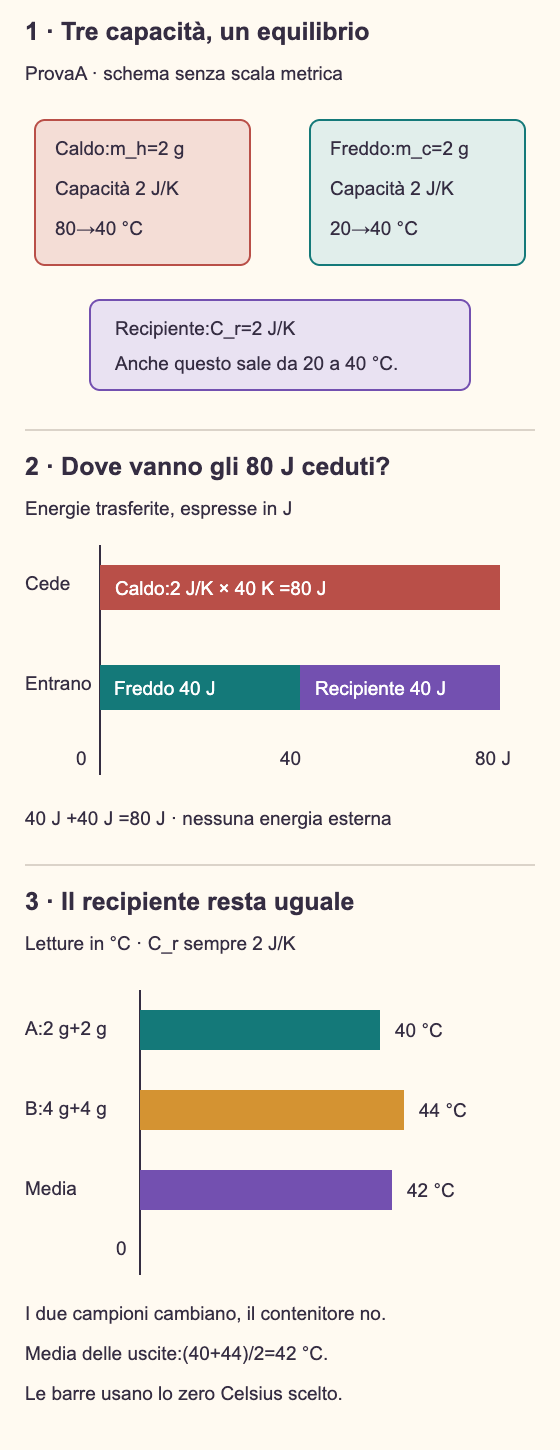 1 · Tre capacità, un equilibrio
ProvaA · schema senza scala metrica
Caldo:m_h=2 g
Capacità 2 J/K
80→40 °C
Freddo:m_c=2 g
Capacità 2 J/K
20→40 °C
Recipiente:C_r=2 J/K
Anche questo sale da 20 a 40 °C.
2 · Dove vanno gli 80 J ceduti?
Energie trasferite, espresse in J
Cede
Caldo:2 J/K × 40 K =80 J
Entrano
Freddo 40 J
Recipiente 40 J
0
40
80 J
40 J +40 J =80 J · nessuna energia esterna
3 · Il recipiente resta uguale
Letture in °C · C_r sempre 2 J/K
A:2 g+2 g
40 °C
B:4 g+4 g
44 °C
Media
42 °C
0
I due campioni cambiano, il contenitore no.
Media delle uscite:(40+44)/2=42 °C.
Le barre usano lo zero Celsius scelto.